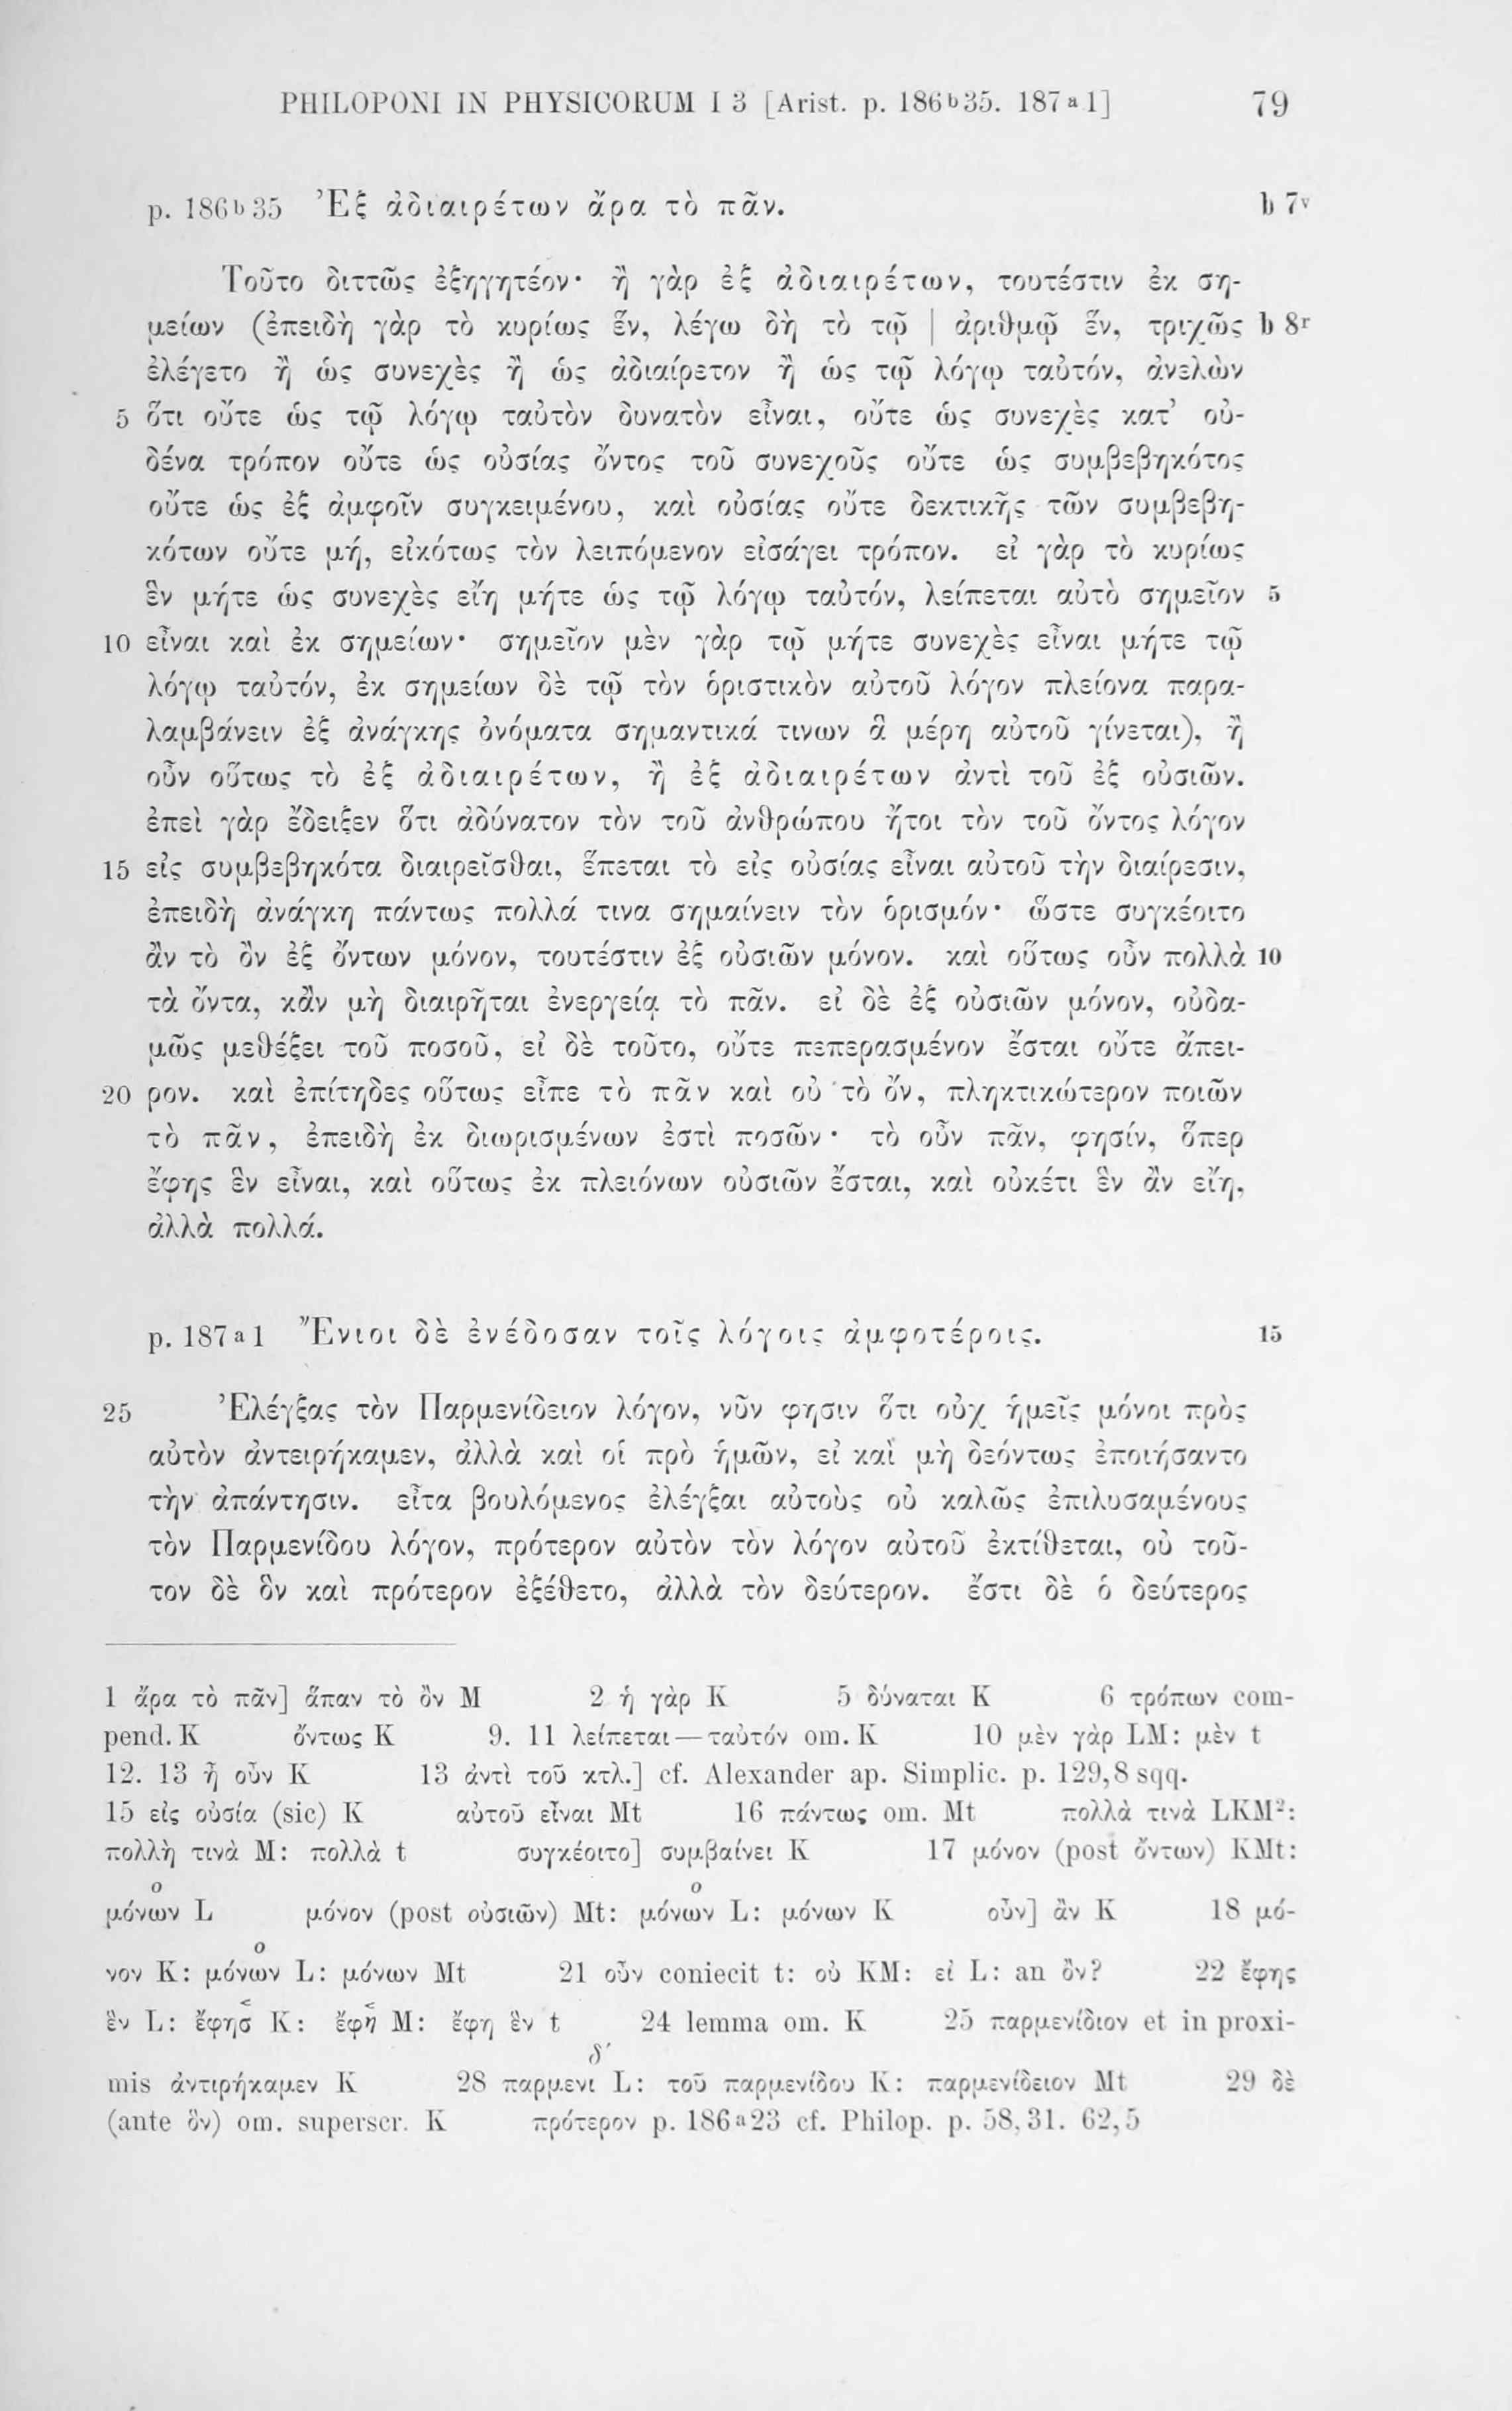 PHILOPONI IN PHYSICORUM I 3 [Arist. p. 186b35. 187a1] 79
p. 186b35 Ἐξ ἀδιαιρέτων ἄρα τὸ πᾶν. b 7v
Τοῦτο διττῶς ἐξηγητέον· ἢ γὰρ ἐξ ἀδιαιρέτων, τουτέστιν ἐκ ση-
μείων (ἐπειδὴ γὰρ τὸ κυρίως ἕν, λέγω δὴ τὸ τῷ | ἀριθμῷ ἕν, τριχῶς b 8r
ἐλέγετο ἢ ὡς συνεχὲς ἢ ὡς ἀδιαίρετον ἢ ὡς τῷ λόγῳ ταὐτόν, ἀνελὼν
5 ὅτι οὔτε ὡς τῷ λόγῳ ταὐτὸν δυνατὸν εἶναι, οὔτε ὡς συνεχὲς κατ’ οὐ-
δένα τρόπον οὔτε ὡς οὐσίας ὄντος τοῦ συνεχοῦς οὔτε ὡς συμβεβηκότος
οὔτε ὡς ἐξ ἀμφοῖν συγκειμένου, καὶ οὐσίας οὔτε δεκτικῆς τῶν συμβεβη-
κότων οὔτε μή, εἰκότως τὸν λειπόμενον εἰσάγει τρόπον. εἰ γὰρ τὸ κυρίως
ἓν μήτε ὡς συνεχὲς εἴη μήτε ὡς τῷ λόγῳ ταὐτόν, λείπεται αὐτὸ σημεῖον 5
10 εἶναι καὶ ἐκ σημείων· σημεῖον μὲν γὰρ τῷ μήτε συνεχὲς εἶναι μήτε τῷ
λόγῳ ταὐτόν, ἐκ σημείων δὲ τῷ τὸν ὁριστικὸν αὐτοῦ λόγον πλείονα παρα-
λαμβάνειν ἐξ ἀνάγκης ὀνόματα σημαντικά τινων ἃ μέρη αὐτοῦ γίνεται), ἢ
οὖν οὕτως τὸ ἐξ ἀδιαιρέτων, ἢ ἐξ ἀδιαιρέτων ἀντὶ τοῦ ἐξ οὐσιῶν.
ἐπεὶ γὰρ ἔδειξεν ὅτι ἀδύνατον τὸν τοῦ ἀνθρώπου ἤτοι τὸν τοῦ ὄντος λόγον
15 εἰς συμβεβηκότα διαιρεῖσθαι, ἕπεται τὸ εἰς οὐσίας εἶναι αὐτοῦ τὴν διαίρεσιν,
ἐπειδὴ ἀνάγκη πάντως πολλά τινα σημαίνειν τὸν ὁρισμόν· ὥστε συγκέοιτο
ἂν τὸ ὂν ἐξ ὄντων μόνον, τουτέστιν ἐξ οὐσιῶν μόνον. καὶ οὕτως οὖν πολλὰ 10
τὰ ὄντα, κἂν μὴ διαιρῆται ἐνεργείᾳ τὸ πᾶν. εἰ δὲ ἐξ οὐσιῶν μόνον, οὐδα-
μῶς μεθέξει τοῦ ποσοῦ, εἰ δὲ τοῦτο, οὔτε πεπερασμένον ἔσται οὔτε ἄπει-
20 ρον. καὶ ἐπίτηδες οὕτως εἶπε τὸ πᾶν καὶ οὐ τὸ ὄν, πληκτικώτερον ποιῶν
τὸ πᾶν, ἐπειδὴ ἐκ διωρισμένων ἐστὶ ποσῶν· τὸ οὖν πᾶν, φησίν, ὅπερ
ἔφης ἓν εἶναι, καὶ οὕτως ἐκ πλειόνων οὐσιῶν ἔσται, καὶ οὐκέτι ἓν ἂν εἴη,
ἀλλὰ πολλά.
p. 187a1 Ἔνιοι δὲ ἐνέδοσαν τοῖς λόγοις ἀμφοτέροις. 15
25 Ἐλέγξας τὸν Παρμενίδειον λόγον, νῦν φησιν ὅτι οὐχ ἡμεῖς μόνοι πρὸς
αὐτὸν ἀντειρήκαμεν, ἀλλὰ καὶ οἱ πρὸ ἡμῶν, εἰ καὶ μὴ δεόντως ἐποιήσαντο
τὴν ἀπάντησιν. εἶτα βουλόμενος ἐλέγξαι αὐτοὺς οὐ καλῶς ἐπιλυσαμένους
τὸν Παρμενίδου λόγον, πρότερον αὐτὸν τὸν λόγον αὐτοῦ ἐκτίθεται, οὐ τοῦ-
τον δὲ ὃν καὶ πρότερον ἐξέθετο, ἀλλὰ τὸν δεύτερον. ἔστι δὲ ὁ δεύτερος
1 ἄρα τὸ πᾶν] ἅπαν τὸ ὂν M 2 ἡ γὰρ K 5 δύναται K 6 τρόπων com-
pend. K ὄντως K 9. 11 λείπεται—ταὐτόν om. K 10 μὲν γὰρ LM: μὲν t
12. 13 ἦ οὖν K 13 ἀντὶ τοῦ κτλ.] cf. Alexander ap. Simplic. p. 129,8 sqq.
15 εἰς οὐσία (sic) K αὐτοῦ εἶναι Mt 16 πάντως om. Mt πολλὰ τινὰ LKM²:
πολλὴ τινὰ M: πολλὰ t συγκέοιτο] συμβαίνει K 17 μόνον (post ὄντων) KMt:
μόνων L μόνον (post οὐσιῶν) Mt: μόνων L: μόνων K οὖν] ἂν K 18 μό-
νον K: μόνων L: μόνων Mt 21 οὖν coniecit t: οὐ KM: εἰ L: an ὂν? 22 ἔφης
ἓν L: ἔφησ K: ἔφη M: ἔφη ἓν t 24 lemma om. K 25 παρμενίδιον et in proxi-
mis ἀντιρήκαμεν K 28 παρμενι δ´ L: τοῦ παρμενίδου K: παρμενίδειον Mt 29 δὲ
(ante ὃν) om. superscr. K πρότερον p. 186a23 cf. Philop. p. 58,31. 62,5